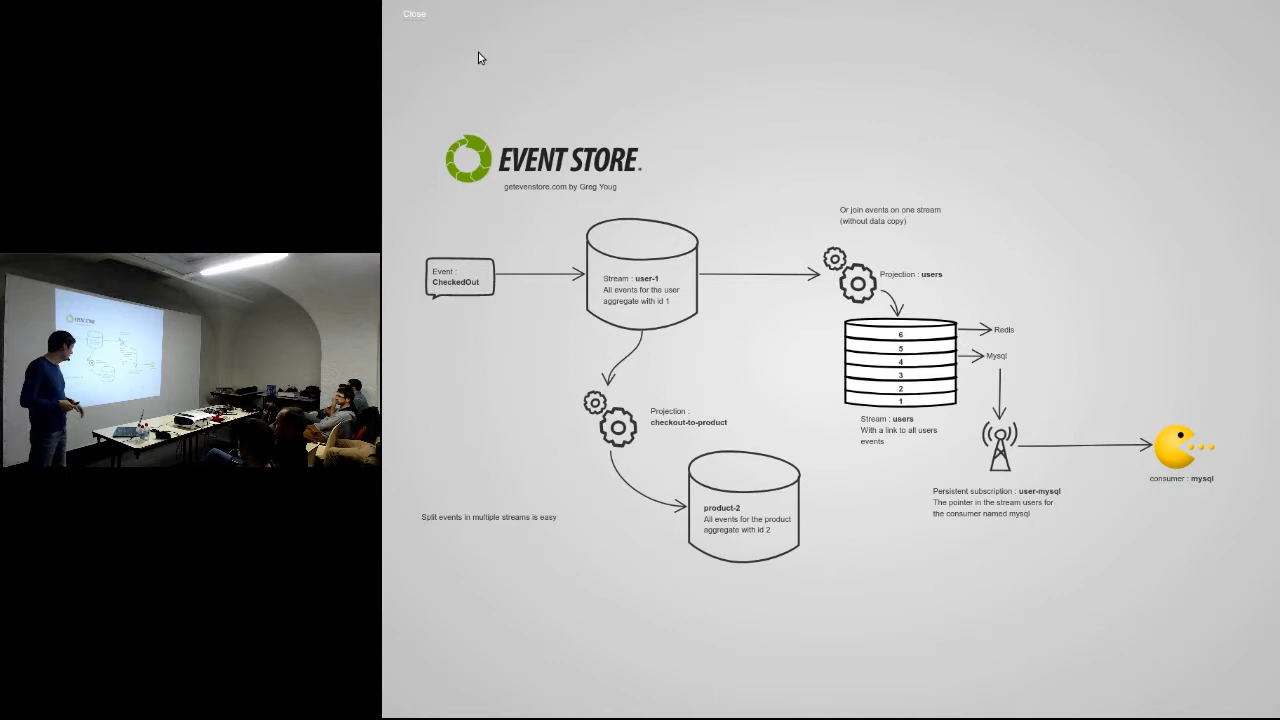 Close
EVENT STORE.
getevenstore.com by Greg Youg
Or join events on one stream
(without data copy)
Event :
CheckedOut
Stream : user-1
All events for the user
aggregate with id 1
Projection : users
6
5
4
3
2
1
Redis
Mysql
Stream : users
With a link to all users
events
Projection :
checkout-to-product
Persistent subscription : user-mysql
The pointer in the stream users for
the consumer named mysql
consumer : mysql
product-2
All events for the product
aggregate with id 2
Split events in multiple streams is easy